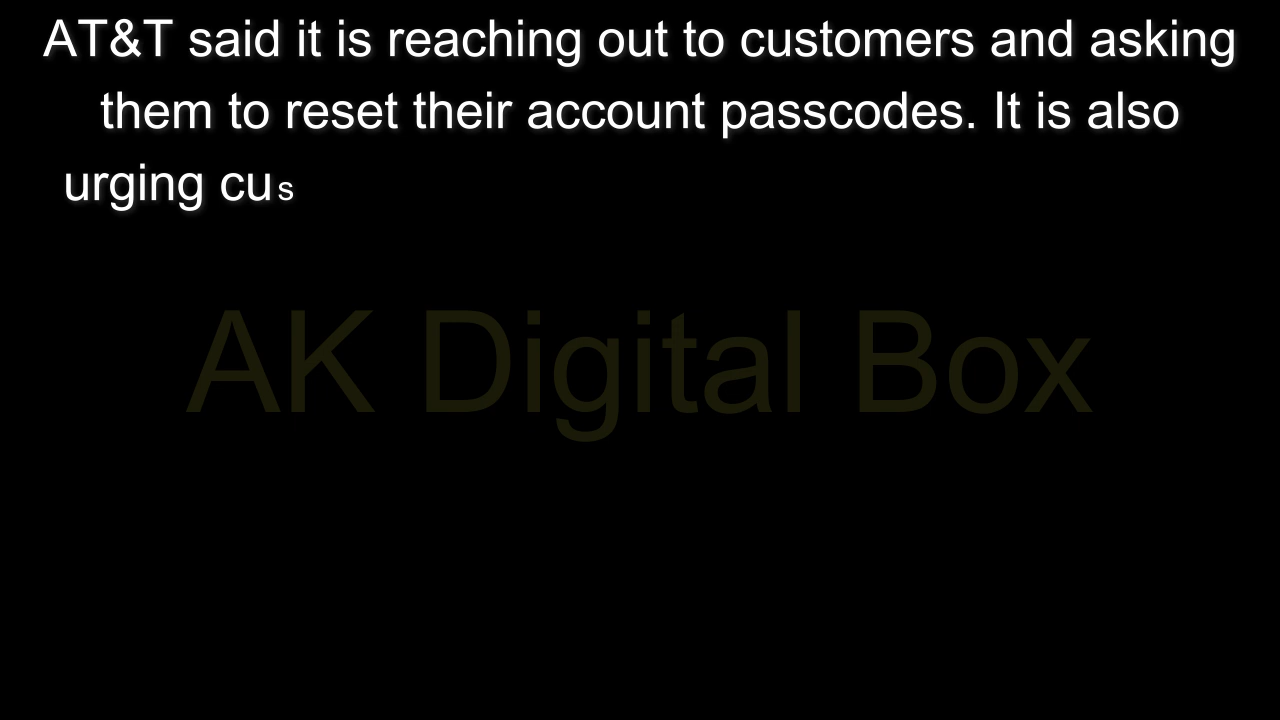 AT&T said it is reaching out to customers and asking
them to reset their account passcodes. It is also
urging cus
AK Digital Box